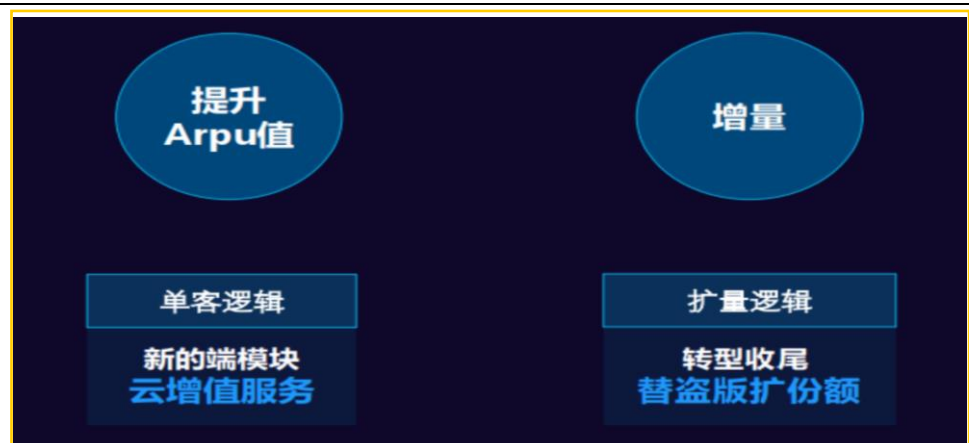 提升
Arpu值
增量
单客逻辑
扩量逻辑
新的端模块
云增值服务
转型收尾
替盗版扩份额